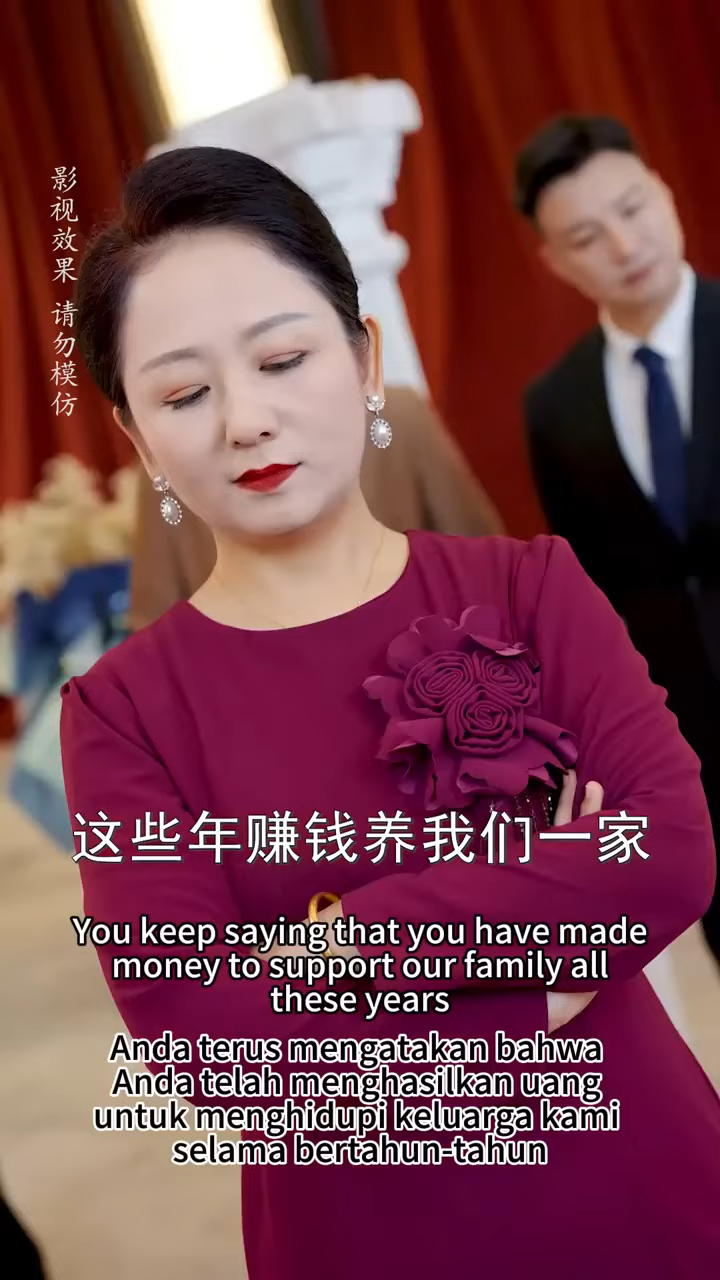 影视效果 请勿模仿
这些年赚钱养我们一家
You keep saying that you have made
money to support our family all
these years
Anda terus mengatakan bahwa
Anda telah menghasilkan uang
untuk menghidupi keluarga kami
selama bertahun-tahun